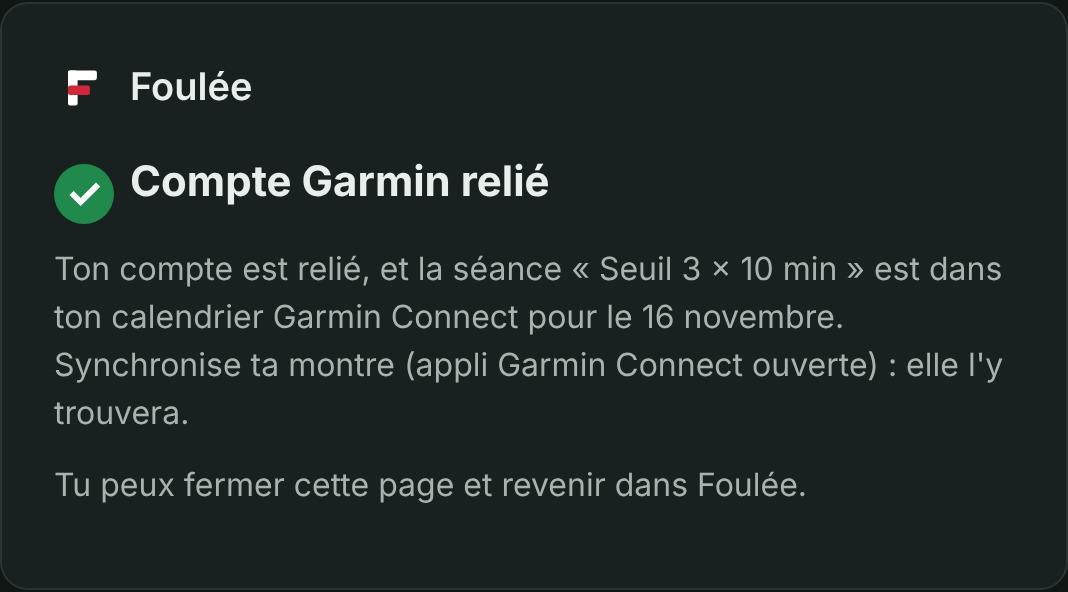 Foulée
Compte Garmin relié
Ton compte est relié, et la séance « Seuil 3 × 10 min » est dans
ton calendrier Garmin Connect pour le 16 novembre.
Synchronise ta montre (appli Garmin Connect ouverte) : elle l'y
trouvera.
Tu peux fermer cette page et revenir dans Foulée.